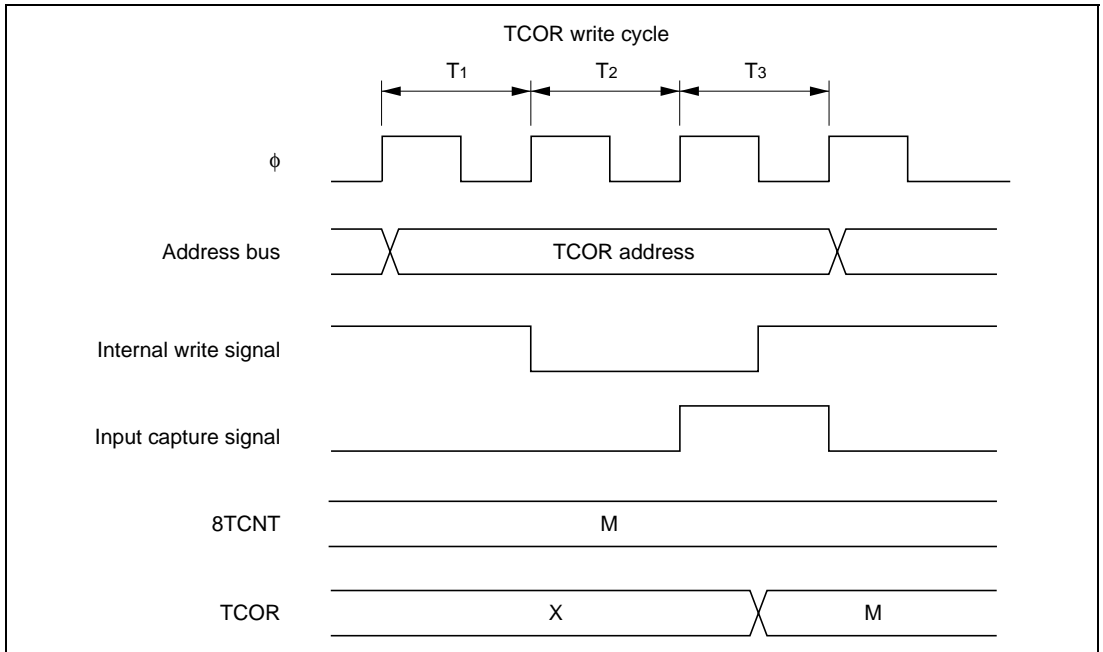 TCOR write cycle
T1 T2 T3
ϕ
Address bus TCOR address
Internal write signal
Input capture signal
8TCNT M
TCOR X M